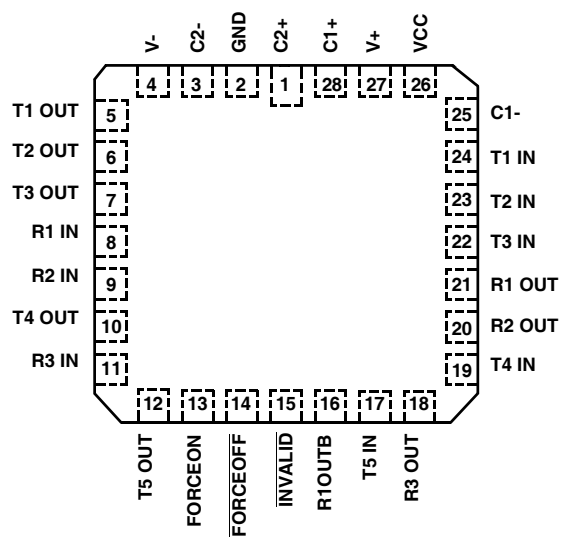 V-
C2-
GND
C2+
C1+
V+
VCC
4
3
2
1
28
27
26
T1 OUT
5
25
C1-
T2 OUT
6
24
T1 IN
T3 OUT
7
23
T2 IN
R1 IN
8
22
T3 IN
R2 IN
9
21
R1 OUT
T4 OUT
10
20
R2 OUT
R3 IN
11
19
T4 IN
12
13
14
15
16
17
18
T5 OUT
FORCEON
FORCEOFF
INVALID
R1OUTB
T5 IN
R3 OUT